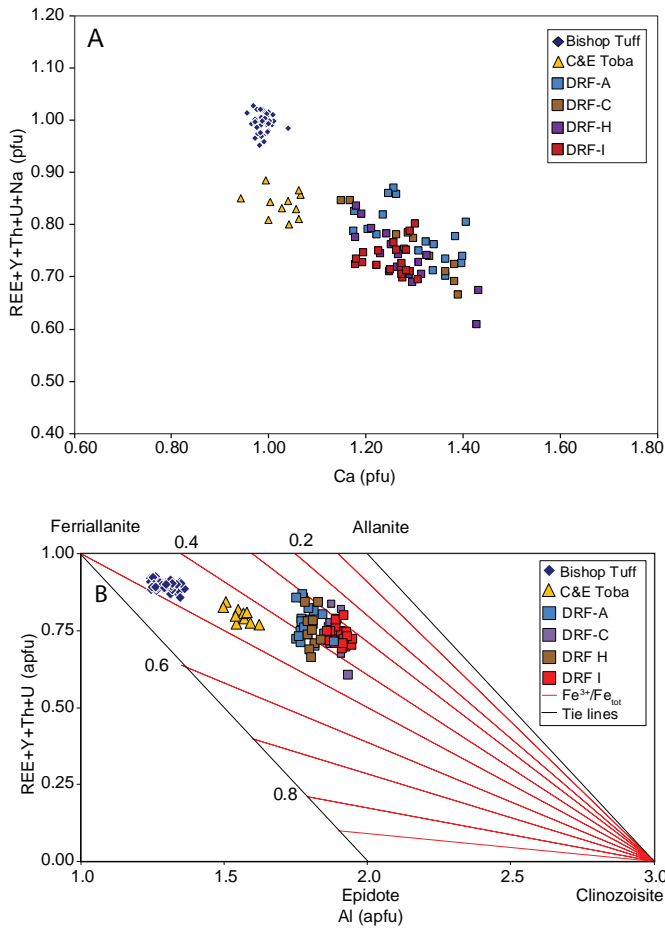 A
Bishop Tuff
C&E Toba
DRF-A
DRF-C
DRF-H
DRF-I
1.20
1.10
1.00
0.90
0.80
0.70
0.60
0.50
0.40
REE+Y+Th+U+Na (pfu)
0.60 0.80 1.00 1.20 1.40 1.60 1.80
Ca (pfu)
Ferriallanite 0.4 0.2 Allanite
B
Bishop Tuff
C&E Toba
DRF-A
DRF-C
DRF H
DRF I
Fe³⁺/Fetot
Tie lines
1.00
0.75
0.50
0.25
0.00
REE+Y+Th+U (apfu)
0.6
0.8
1.0 1.5 2.0 2.5 3.0
Epidote Clinozoisite
Al (apfu)